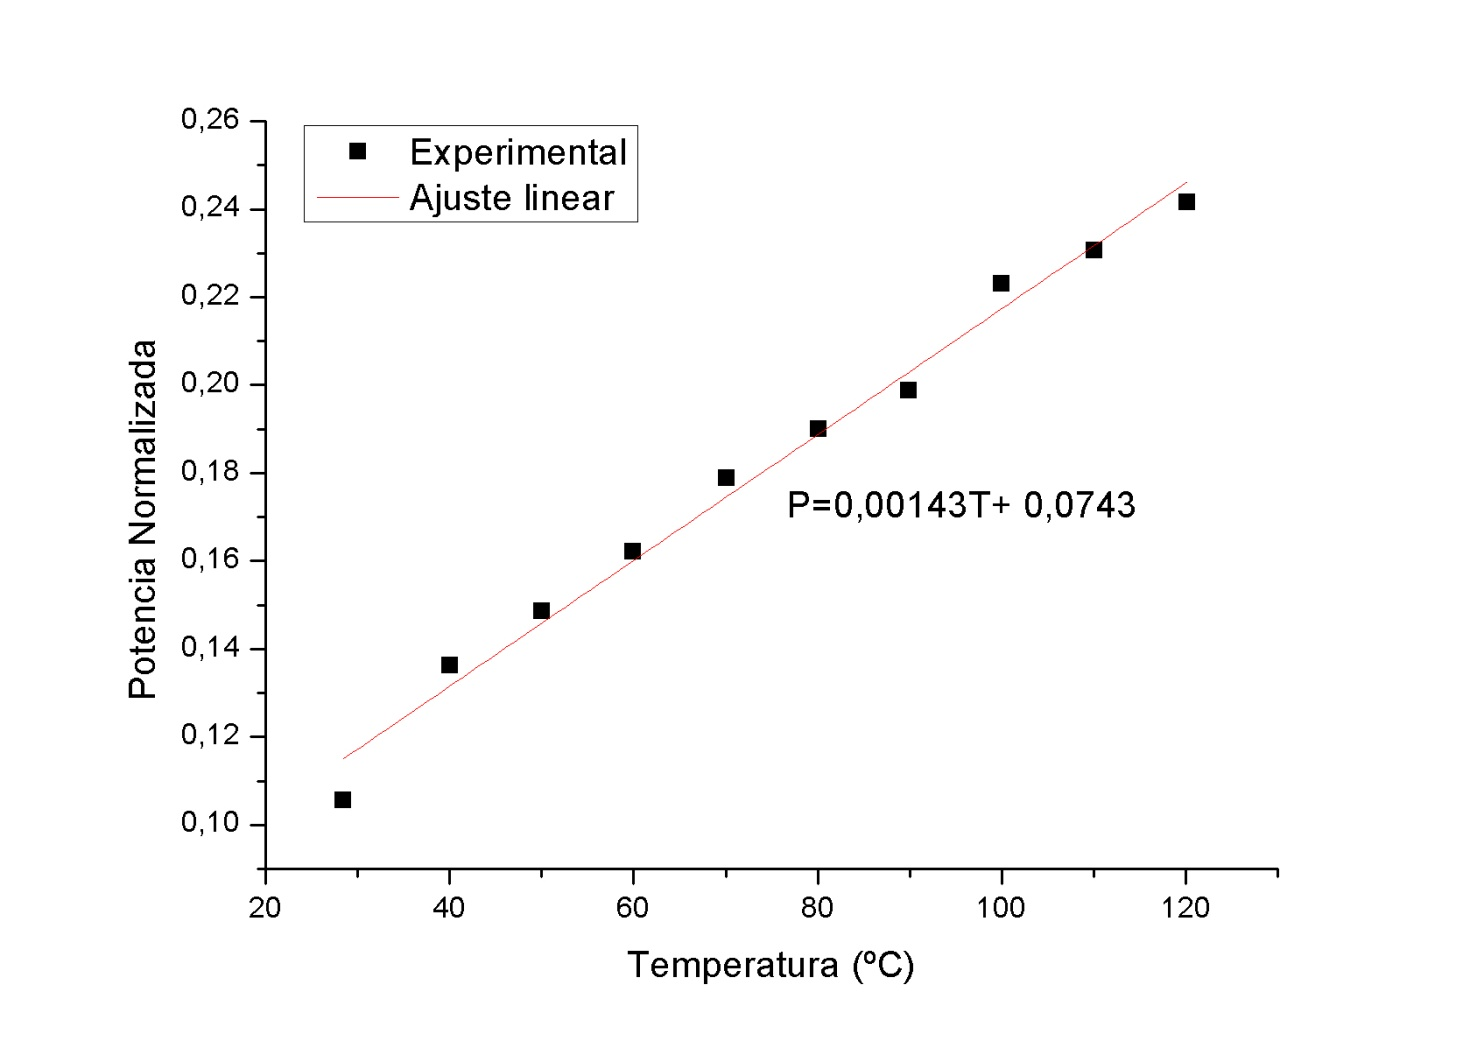 0,26
0,24
0,22
0,20
0,18
0,16
0,14
0,12
0,10
Potencia Normalizada
Experimental
Ajuste linear
P=0,00143T+ 0,0743
20 40 60 80 100 120
Temperatura (ºC)